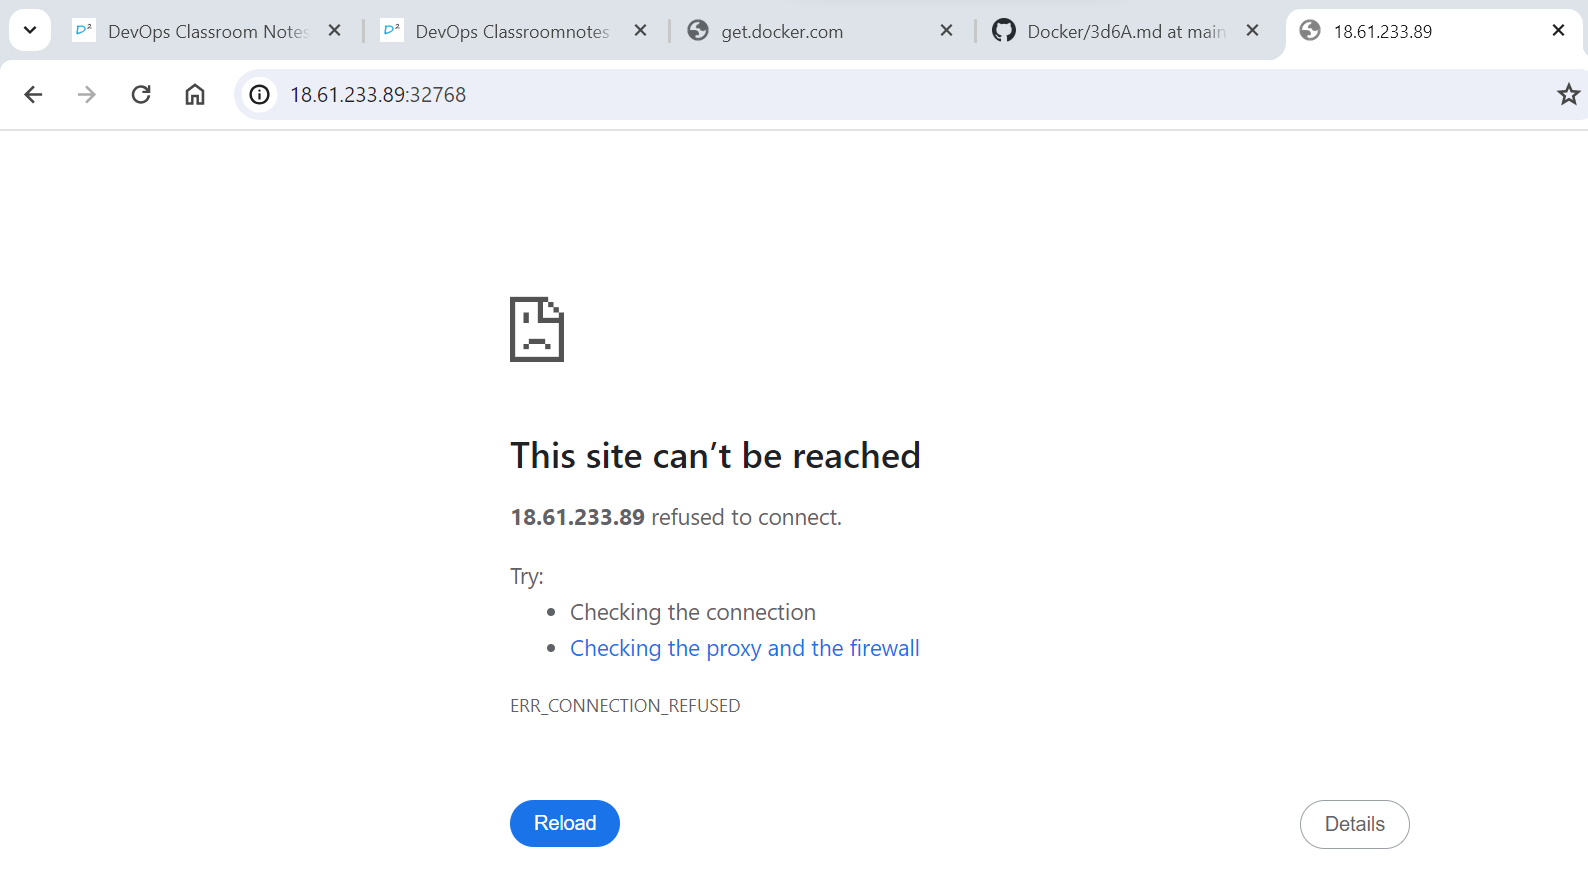 D² DevOps Classroom Notes
D² DevOps Classroomnotes
get.docker.com
Docker/3d6A.md at main
18.61.233.89
18.61.233.89:32768
This site can’t be reached
18.61.233.89 refused to connect.
Try:
Checking the connection
Checking the proxy and the firewall
ERR_CONNECTION_REFUSED
Reload
Details